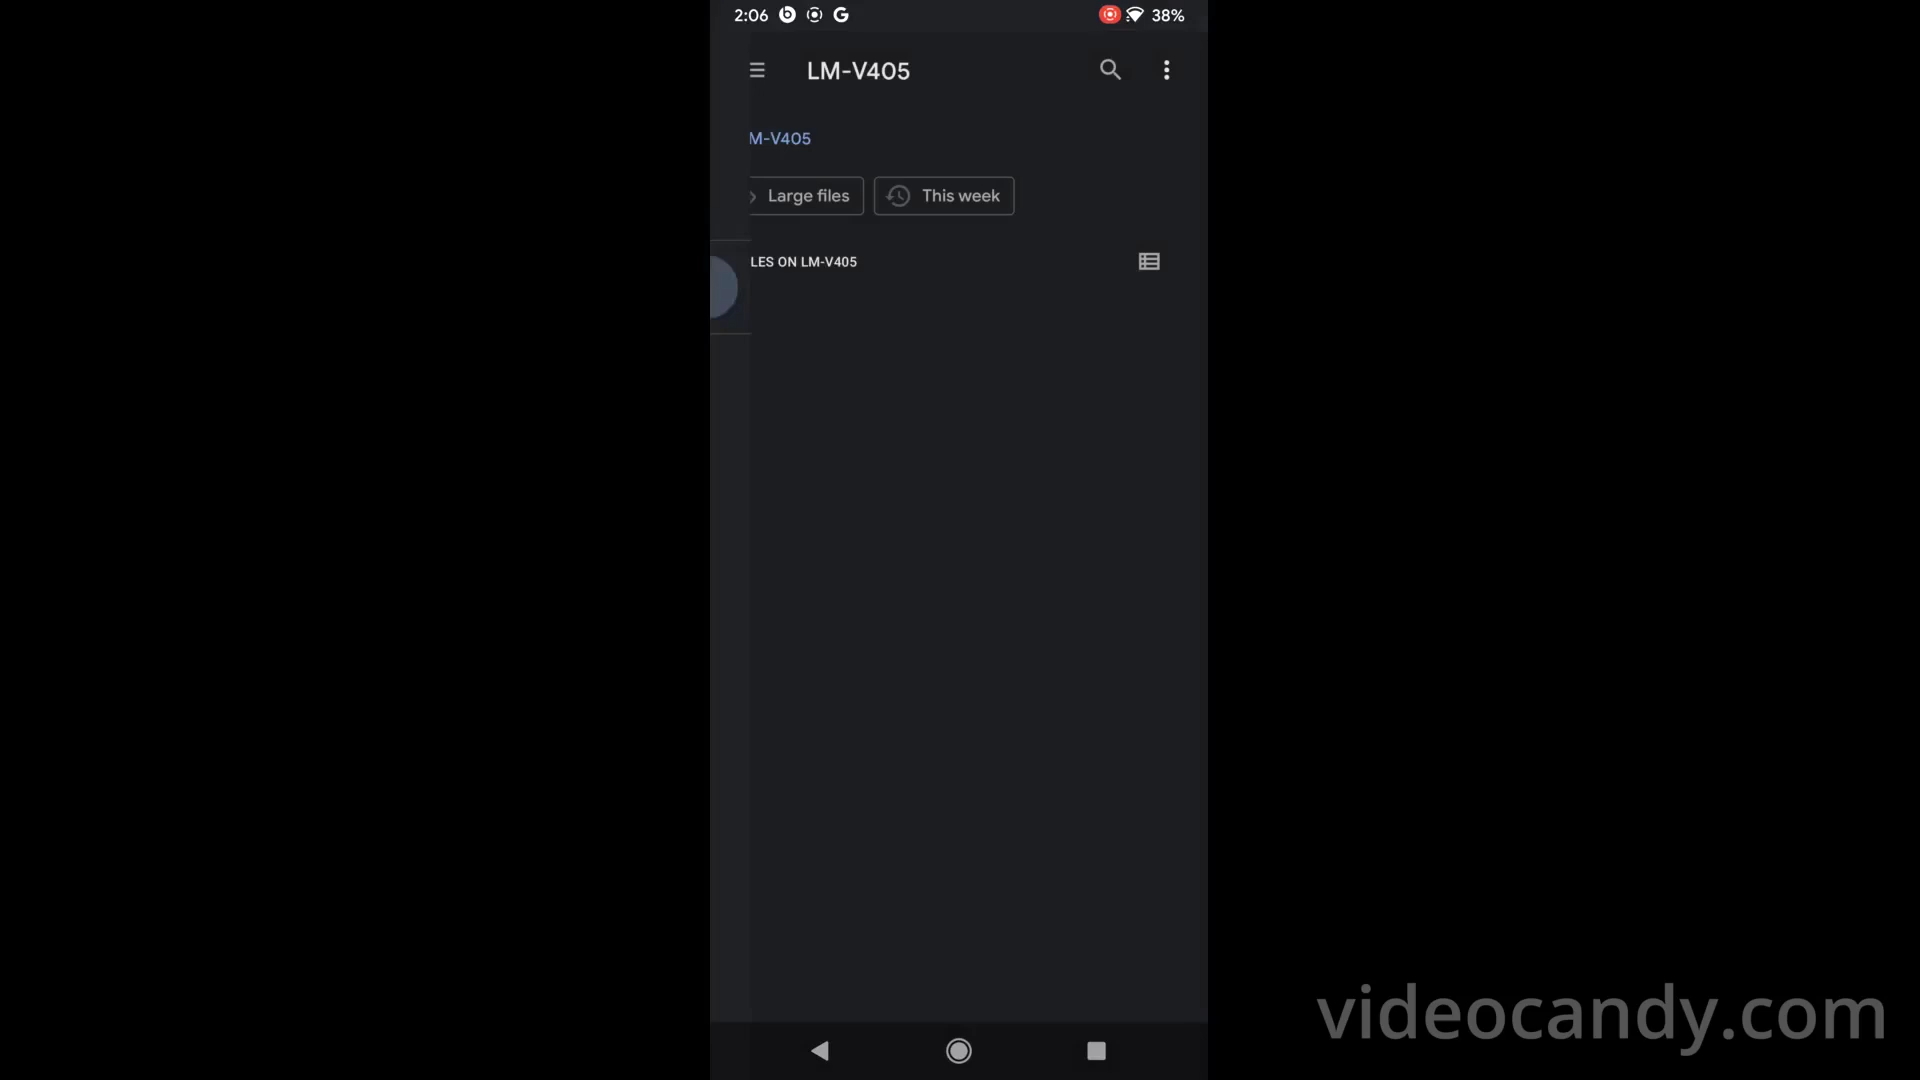 2:06 38%
LM-V405
M-V405
Large files This week
LES ON LM-V405
videocandy.com